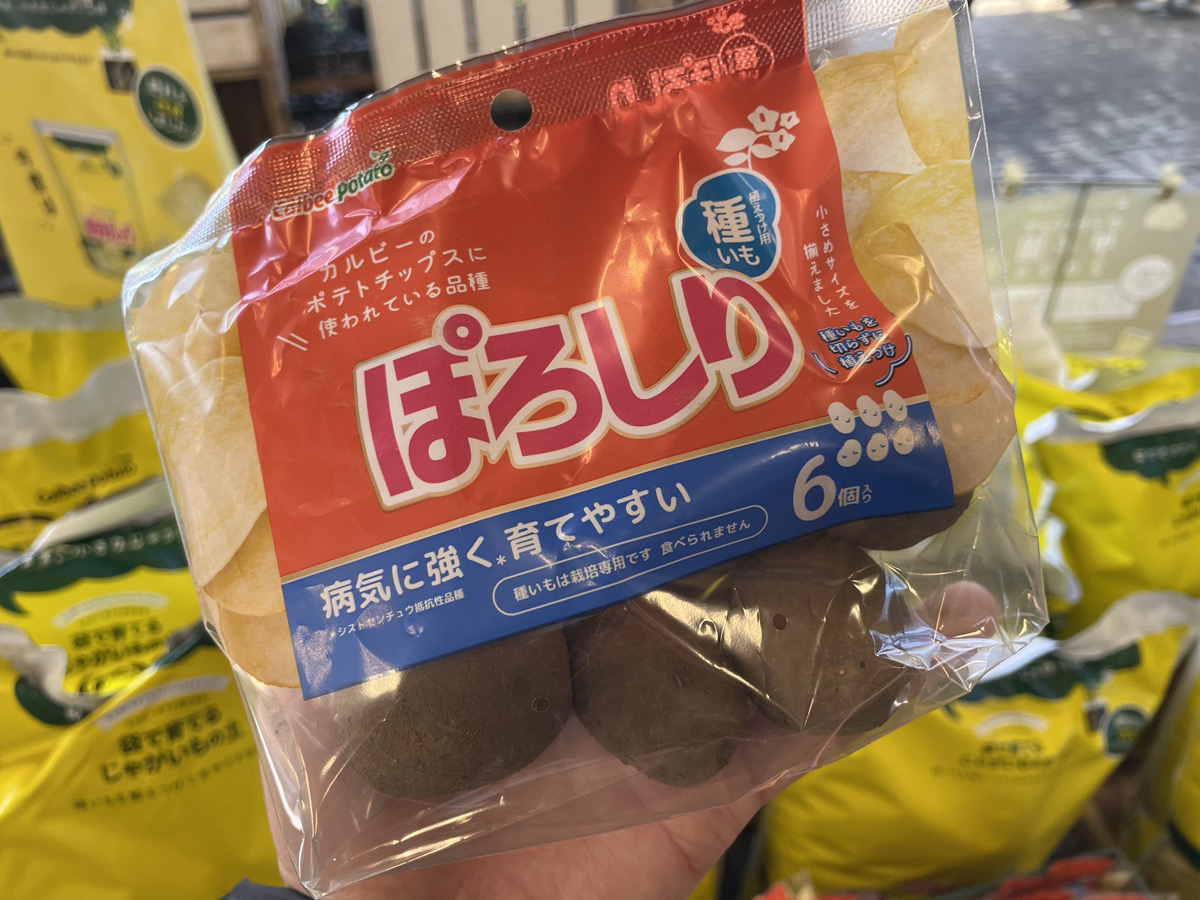 Calbee Potato
カルビーの
ポテトチップスに
使われている品種
ぽろしり
植えつけ用
種
いも
小さめサイズを
揃えました
種いもを
切らずに
植えつけ
病気に強く*育てやすい
*シストセンチュウ抵抗性品種
種いもは栽培専用です 食べられません
6個入り
Calbee Potato
袋で育てる
じゃがいもの土